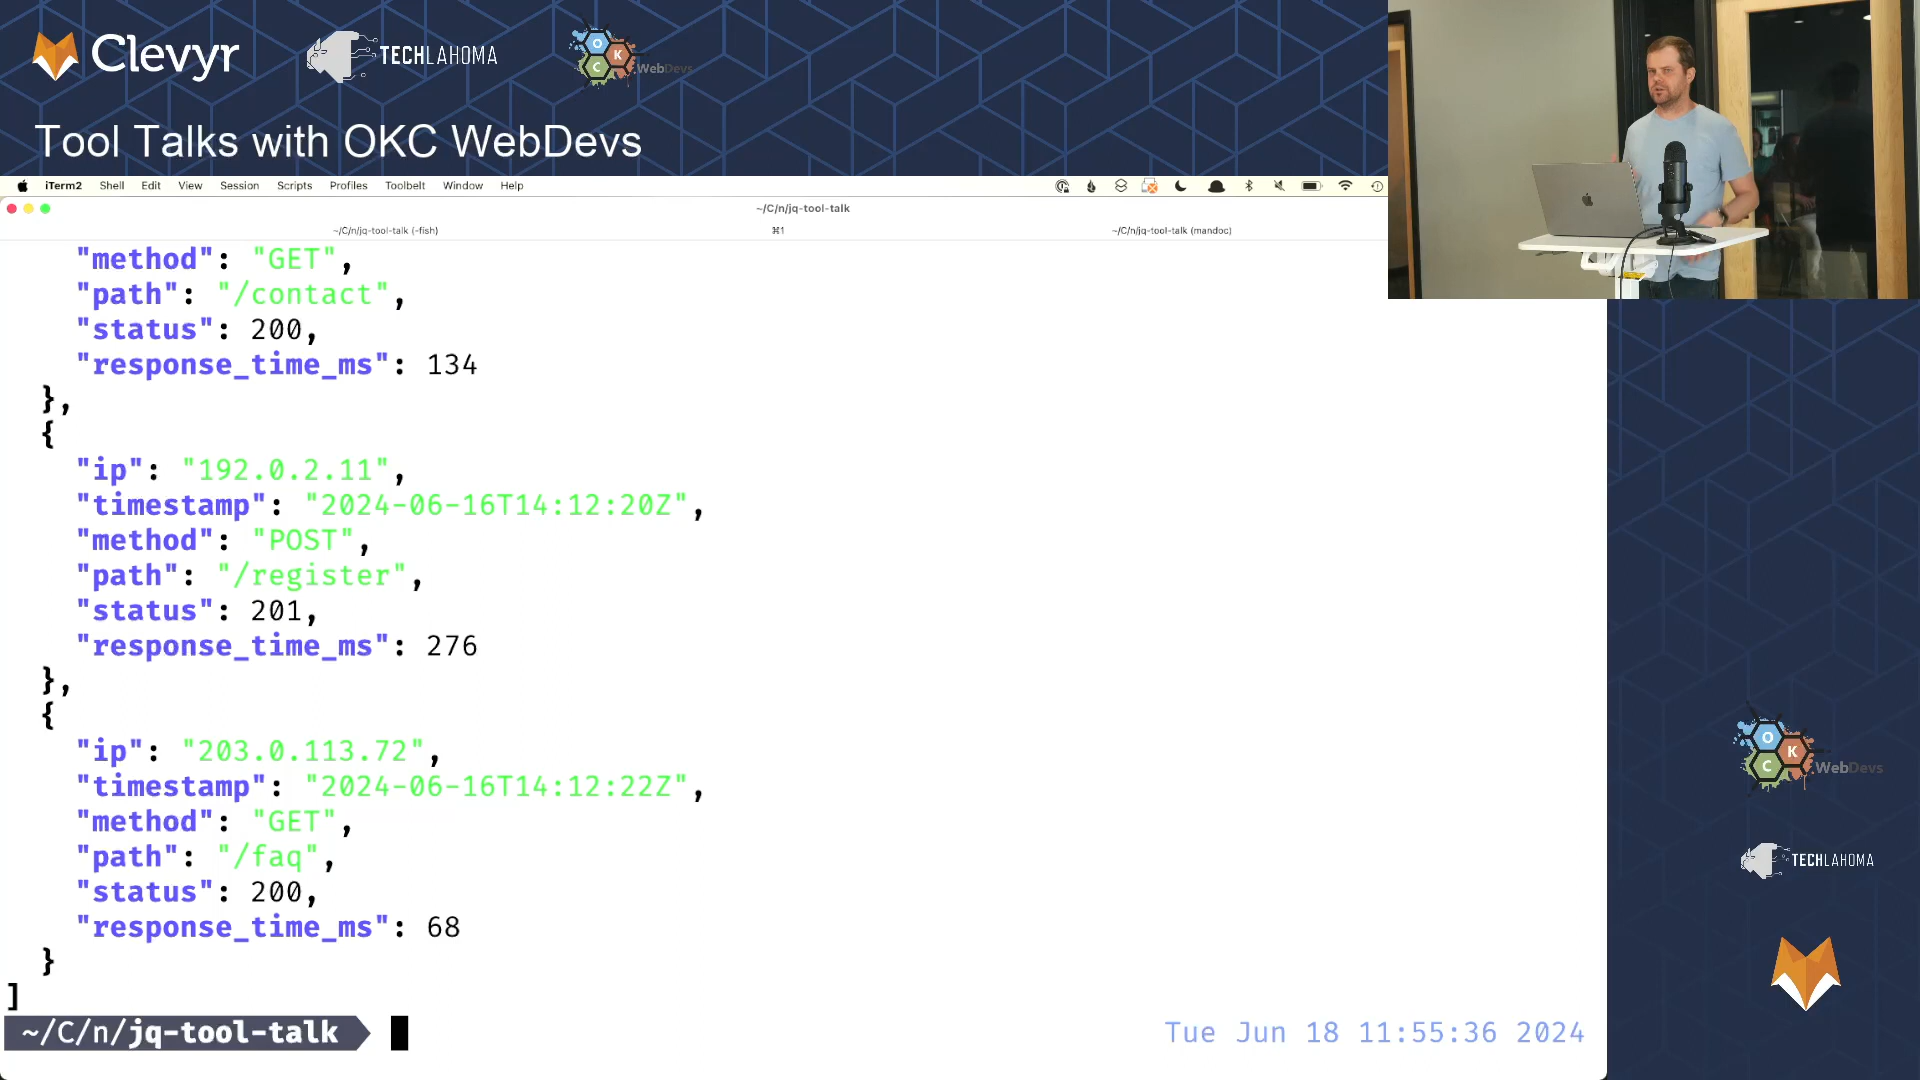 Clevyr
TECHLAHOMA
O K C WebDevs
Tool Talks with OKC WebDevs
iTerm2 Shell Edit View Session Scripts Profiles Toolbelt Window Help
~/C/n/jq-tool-talk
~/C/n/jq-tool-talk (-fish) ⌘1 ~/C/n/jq-tool-talk (mandoc)
"method": "GET",
"path": "/contact",
"status": 200,
"response_time_ms": 134
},
{
"ip": "192.0.2.11",
"timestamp": "2024-06-16T14:12:20Z",
"method": "POST",
"path": "/register",
"status": 201,
"response_time_ms": 276
},
{
"ip": "203.0.113.72",
"timestamp": "2024-06-16T14:12:22Z",
"method": "GET",
"path": "/faq",
"status": 200,
"response_time_ms": 68
}
]
~/C/n/jq-tool-talk Tue Jun 18 11:55:36 2024
O K C WebDevs
TECHLAHOMA